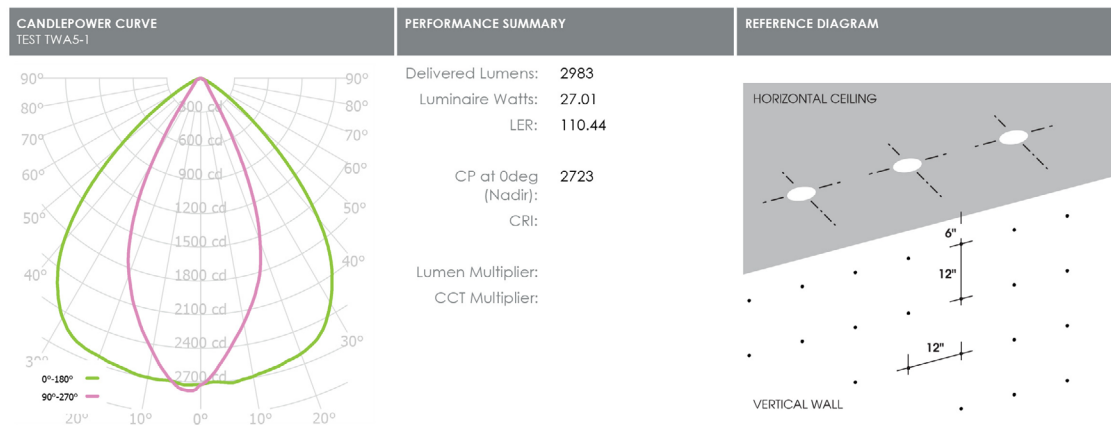 CANDLEPOWER CURVE
TEST TWA5-1
90° 90°
80° 80°
300 cd
70° 70°
600 cd
60° 60°
900 cd
50° 50°
1200 cd
1500 cd
40° 40°
1800 cd
2100 cd
30°
2400 cd
2700 cd
0°-180°
90°-270°
20° 10° 0° 10° 20°
PERFORMANCE SUMMARY
Delivered Lumens: 2983
Luminaire Watts: 27.01
LER: 110.44
CP at 0deg 2723
(Nadir):
CRI:
Lumen Multiplier:
CCT Multiplier:
REFERENCE DIAGRAM
HORIZONTAL CEILING
6"
12"
12"
VERTICAL WALL